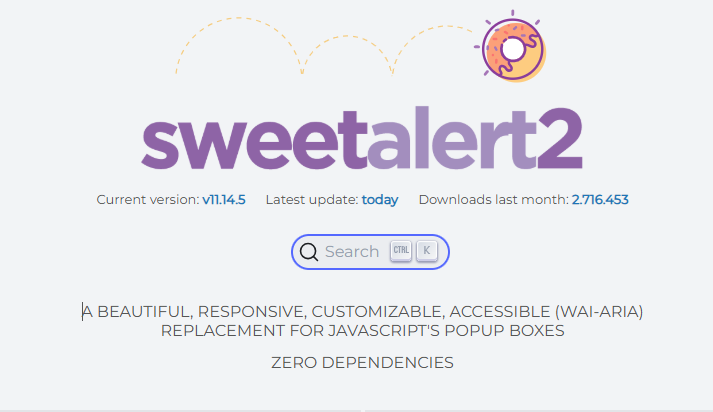 sweetalert2
Current version: v11.14.5 Latest update: today Downloads last month: 2.716.453
Search CTRL K
A BEAUTIFUL, RESPONSIVE, CUSTOMIZABLE, ACCESSIBLE (WAI-ARIA)
REPLACEMENT FOR JAVASCRIPT'S POPUP BOXES
ZERO DEPENDENCIES